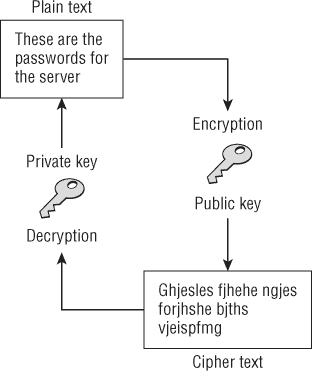 Plain text
These are the
passwords for
the server
Encryption
Private key
Public key
Decryption
Ghjesles fjhehe ngjes
forjhshe bjths
vjeispfmg
Cipher text